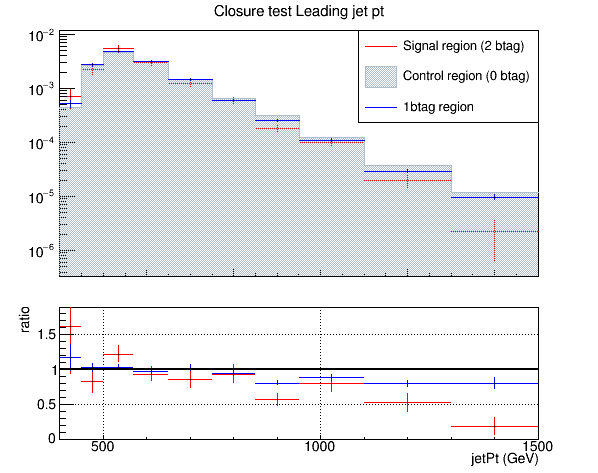 Closure test Leading jet pt
10⁻²
10⁻³
10⁻⁴
10⁻⁵
10⁻⁶
Signal region (2 btag)
Control region (0 btag)
1btag region
ratio
1.5
1
0.5
0
500
1000
1500
jetPt (GeV)